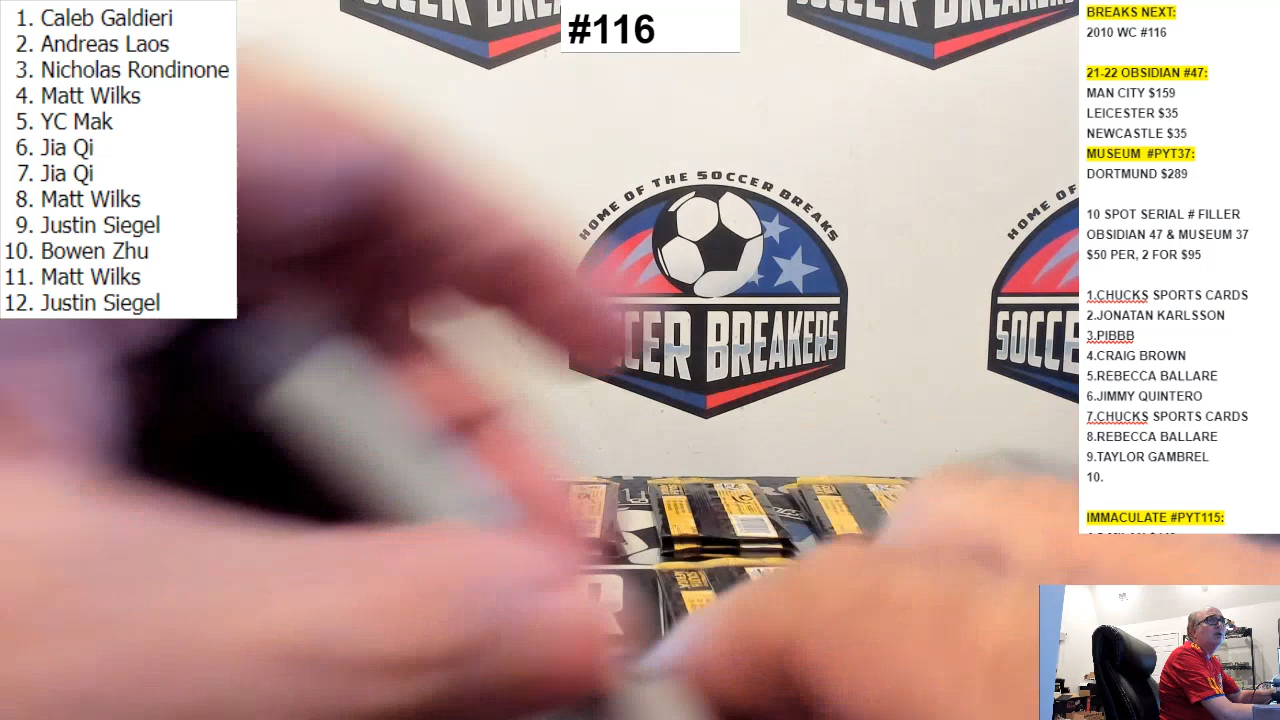 1. Caleb Galdieri
2. Andreas Laos
3. Nicholas Rondinone
4. Matt Wilks
5. YC Mak
6. Jia Qi
7. Jia Qi
8. Matt Wilks
9. Justin Siegel
10. Bowen Zhu
11. Matt Wilks
12. Justin Siegel
#116
HOME OF THE SOCCER BREAKS
BREAKERS
HOME OF
SOCCE
BREAKS NEXT:
2010 WC #116
21-22 OBSIDIAN #47:
MAN CITY $159
LEICESTER $35
NEWCASTLE $35
MUSEUM #PYT37:
DORTMUND $289
10 SPOT SERIAL # FILLER
OBSIDIAN 47 & MUSEUM 37
$50 PER, 2 FOR $95
1.CHUCKS SPORTS CARDS
2.JONATAN KARLSSON
3.PIBBB
4.CRAIG BROWN
5.REBECCA BALLARE
6.JIMMY QUINTERO
7.CHUCKS SPORTS CARDS
8.REBECCA BALLARE
9.TAYLOR GAMBREL
10.
IMMACULATE #PYT115: